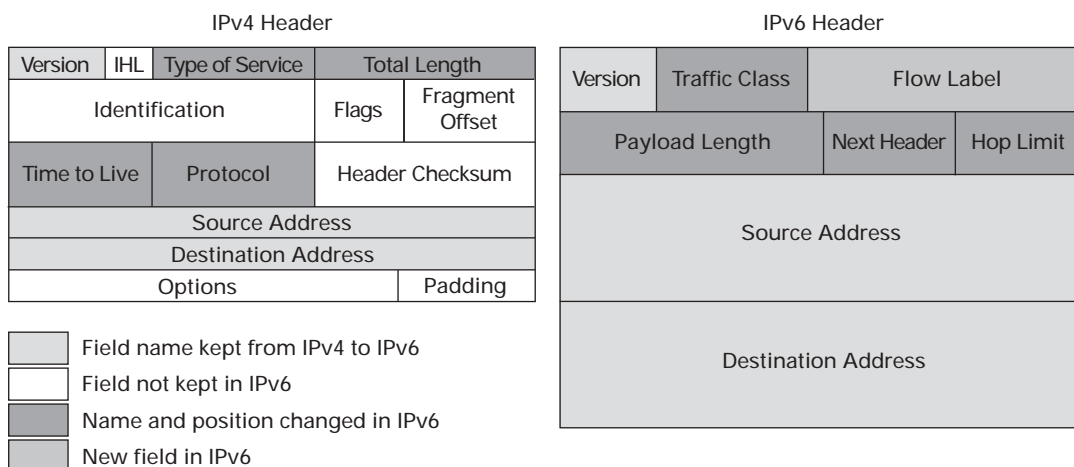 IPv4 Header
Version IHL Type of Service Total Length
Identification Flags Fragment Offset
Time to Live Protocol Header Checksum
Source Address
Destination Address
Options Padding
IPv6 Header
Version Traffic Class Flow Label
Payload Length Next Header Hop Limit
Source Address
Destination Address
Field name kept from IPv4 to IPv6
Field not kept in IPv6
Name and position changed in IPv6
New field in IPv6